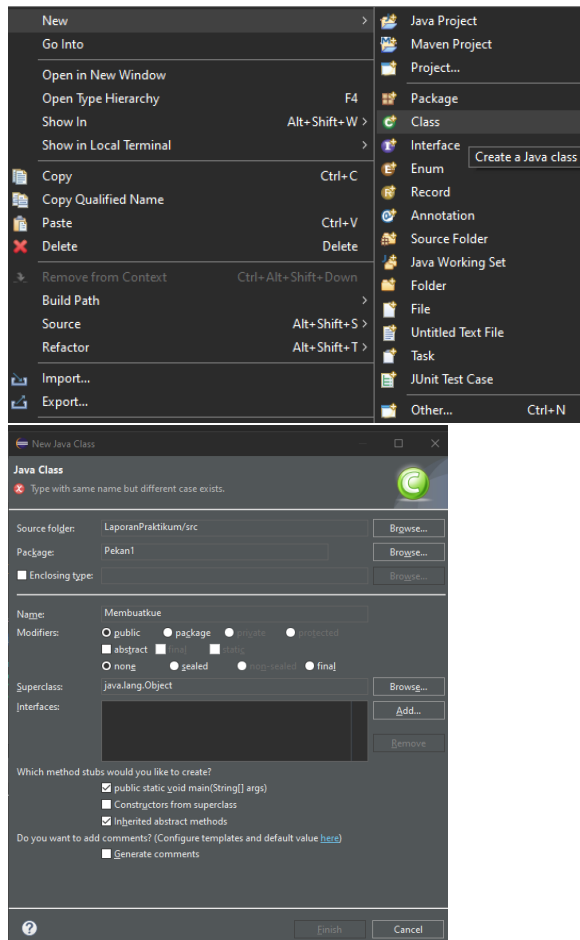 New >
Go Into
Open in New Window
Open Type Hierarchy F4
Show In Alt+Shift+W >
Show in Local Terminal >
Copy Ctrl+C
Copy Qualified Name
Paste Ctrl+V
Delete Delete
Remove from Context Ctrl+Alt+Shift+Down
Build Path >
Source Alt+Shift+S >
Refactor Alt+Shift+T >
Import...
Export...
Java Project
Maven Project
Project...
Package
Class
Interface
Create a Java class
Enum
Record
Annotation
Source Folder
Java Working Set
Folder
File
Untitled Text File
Task
JUnit Test Case
Other... Ctrl+N
New Java Class
Java Class
Type with same name but different case exists.
Source folder: LaporanPraktikum/src Browse...
Package: Pekan1 Browse...
Enclosing type: Browse...
Name: Membuatkue
Modifiers: public package private protected
abstract final static
none sealed non-sealed final
Superclass: java.lang.Object Browse...
Interfaces: Add...
Remove
Which method stubs would you like to create?
public static void main(String[] args)
Constructors from superclass
Inherited abstract methods
Do you want to add comments? (Configure templates and default value here)
Generate comments
Finish Cancel